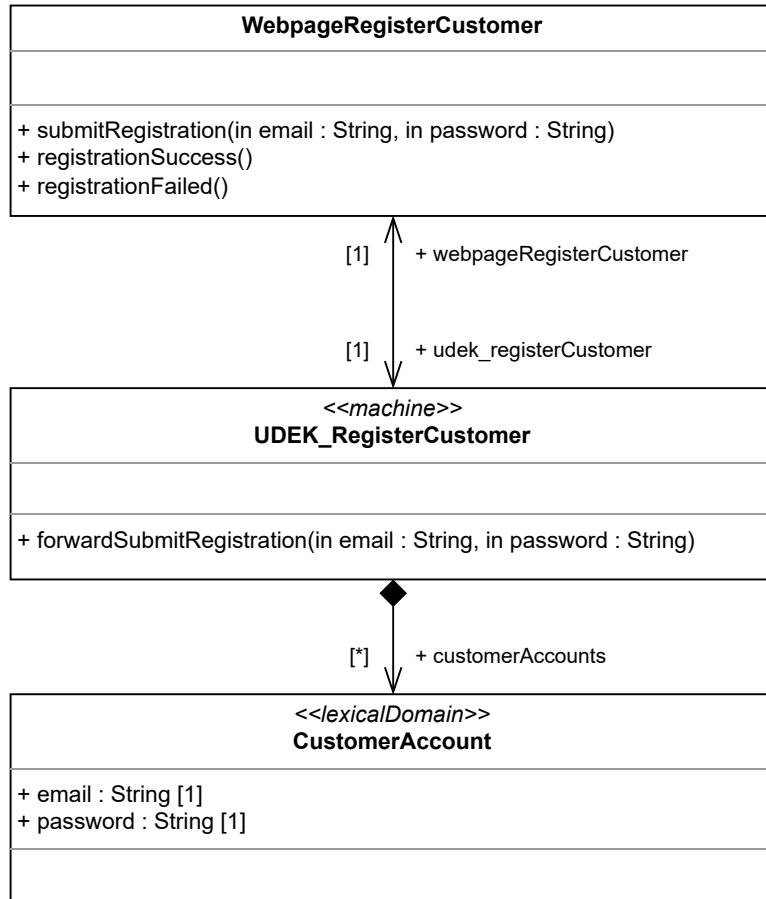 WebpageRegisterCustomer
+ submitRegistration(in email : String, in password : String)
+ registrationSuccess()
+ registrationFailed()
[1] + webpageRegisterCustomer
[1] + udek_registerCustomer
<<machine>>
UDEK_RegisterCustomer
+ forwardSubmitRegistration(in email : String, in password : String)
[*] + customerAccounts
<<lexicalDomain>>
CustomerAccount
+ email : String [1]
+ password : String [1]